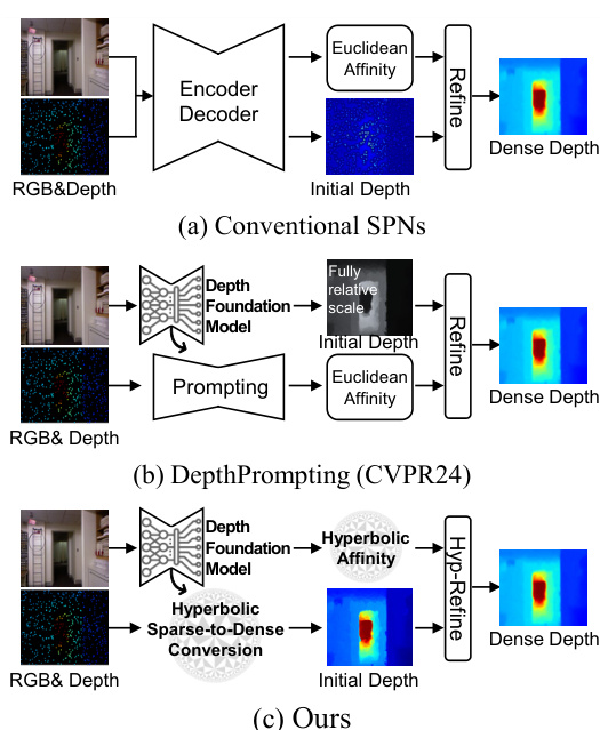 Encoder
Decoder
Euclidean
Affinity
Refine
RGB&Depth
Initial Depth
Dense Depth
(a) Conventional SPNs
Depth
Foundation
Model
Fully
relative
scale
Initial Depth
Prompting
Euclidean
Affinity
Refine
Dense Depth
RGB& Depth
(b) DepthPrompting (CVPR24)
Depth
Foundation
Model
Hyperbolic
Affinity
Hyperbolic
Sparse-to-Dense
Conversion
Hyp-Refine
Dense Depth
RGB& Depth
Initial Depth
(c) Ours